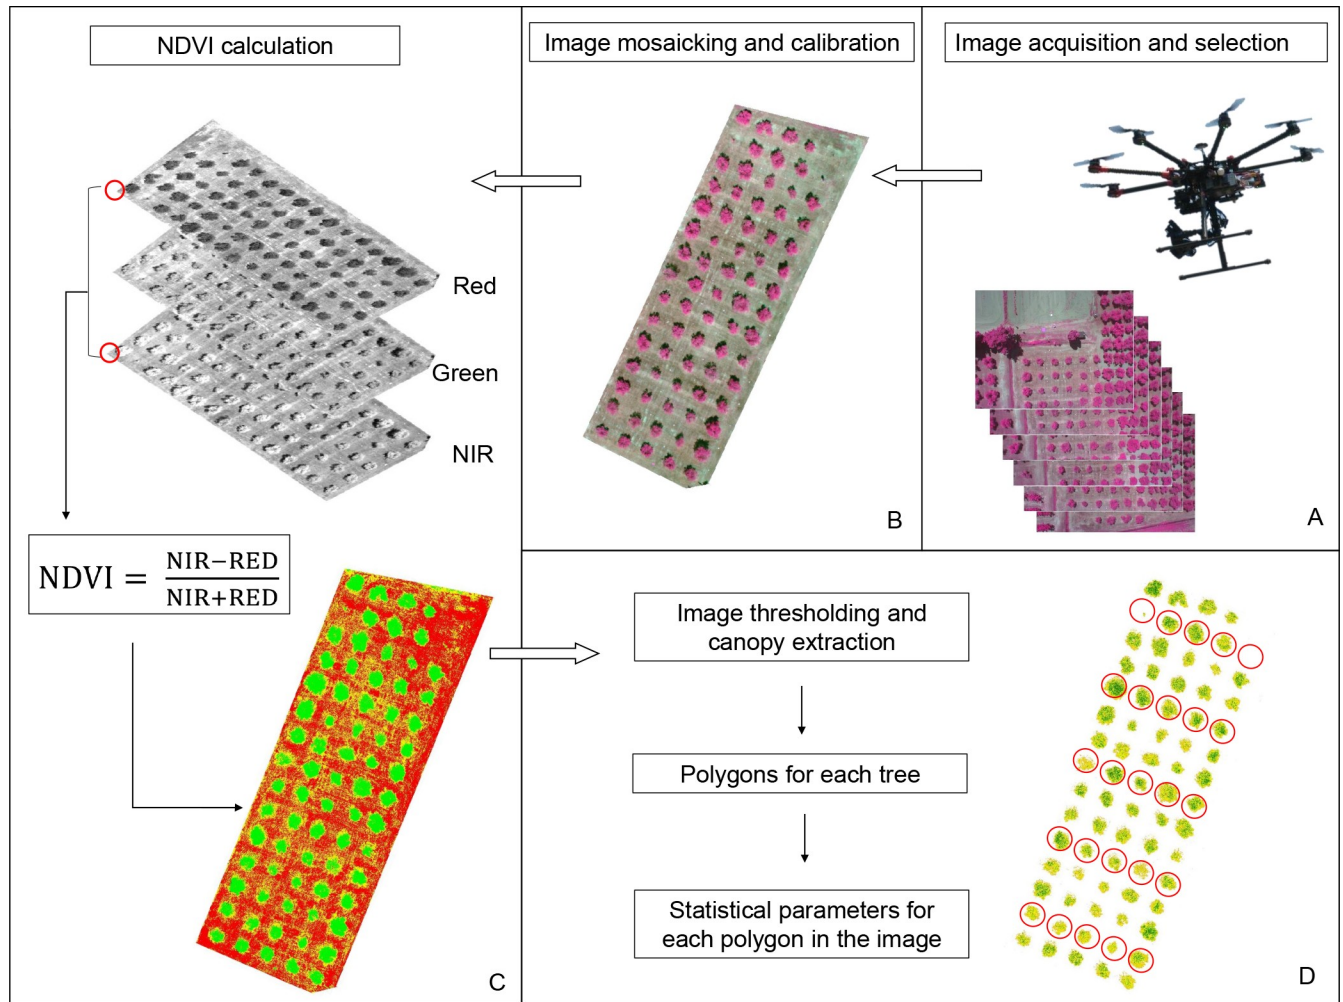 NDVI calculation
Image mosaicking and calibration
Image acquisition and selection
Red
Green
NIR
B
A
NDVI = NIR−RED
NIR+RED
Image thresholding and
canopy extraction
Polygons for each tree
Statistical parameters for
each polygon in the image
C
D